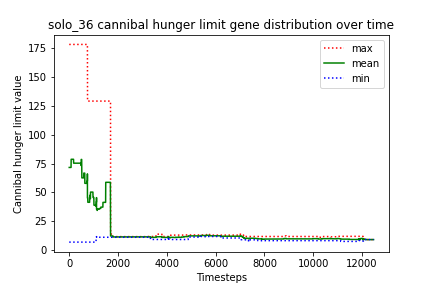 solo_36 cannibal hunger limit gene distribution over time
max
mean
min
Cannibal hunger limit value
175
150
125
100
75
50
25
0
0 2000 4000 6000 8000 10000 12000
Timesteps